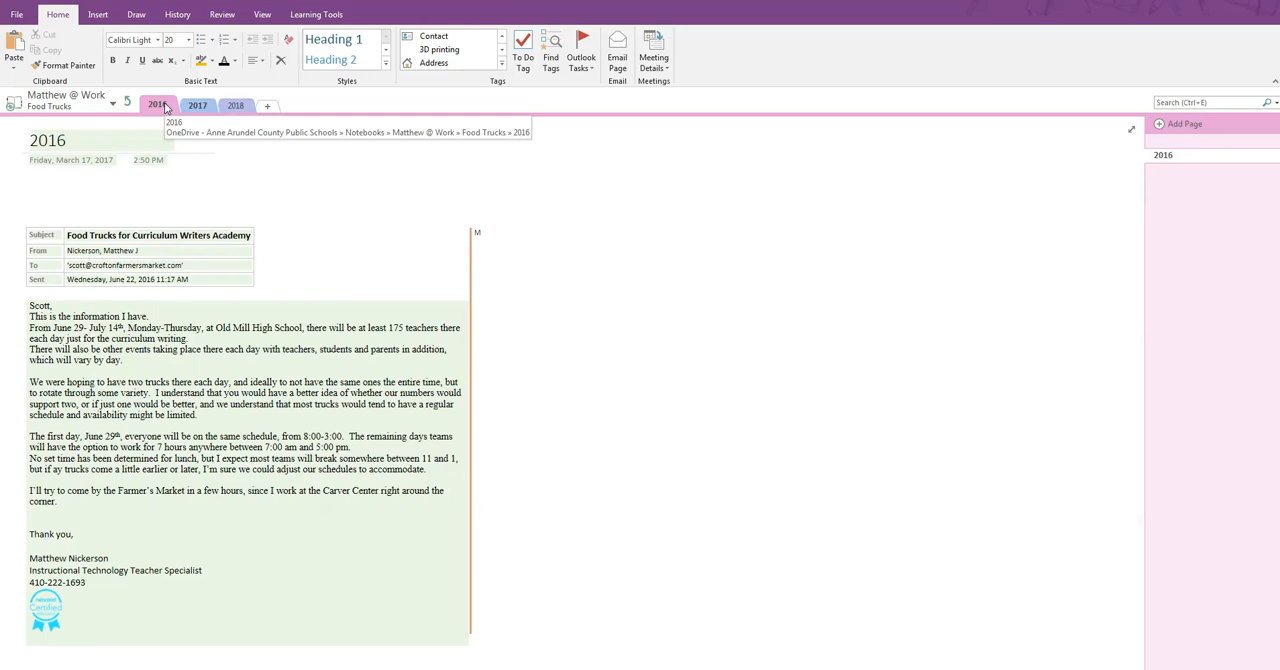 File Home Insert Draw History Review View Learning Tools
Paste
Cut
Copy
Format Painter
Clipboard
Calibri Light 20
B I U abc x A
Basic Text
Heading 1
Heading 2
Styles
Contact
3D printing
Address
Tags
To Do Tag
Find Tags
Outlook Tasks
Email Page
Email
Meeting Details
Meetings
Matthew @ Work
Food Trucks
2016 2017 2018 +
Search (Ctrl+E)
2016
OneDrive - Anne Arundel County Public Schools » Notebooks » Matthew @ Work » Food Trucks » 2016
Add Page
2016
2016
Friday, March 17, 2017 2:50 PM
Subject Food Trucks for Curriculum Writers Academy
From Nickerson, Matthew J
To 'scott@croftonfarmersmarket.com'
Sent Wednesday, June 22, 2016 11:17 AM
M
Scott,
This is the information I have.
From June 29- July 14th, Monday-Thursday, at Old Mill High School, there will be at least 175 teachers there
each day just for the curriculum writing.
There will also be other events taking place there each day with teachers, students and parents in addition,
which will vary by day.
We were hoping to have two trucks there each day, and ideally to not have the same ones the entire time, but
to rotate through some variety. I understand that you would have a better idea of whether our numbers would
support two, or if just one would be better, and we understand that most trucks would tend to have a regular
schedule and availability might be limited.
The first day, June 29th, everyone will be on the same schedule, from 8:00-3:00. The remaining days teams
will have the option to work for 7 hours anywhere between 7:00 am and 5:00 pm.
No set time has been determined for lunch, but I expect most teams will break somewhere between 11 and 1,
but if ay trucks come a little earlier or later, I'm sure we could adjust our schedules to accommodate.
I'll try to come by the Farmer's Market in a few hours, since I work at the Carver Center right around the
corner.
Thank you,
Matthew Nickerson
Instructional Technology Teacher Specialist
410-222-1693
Certified